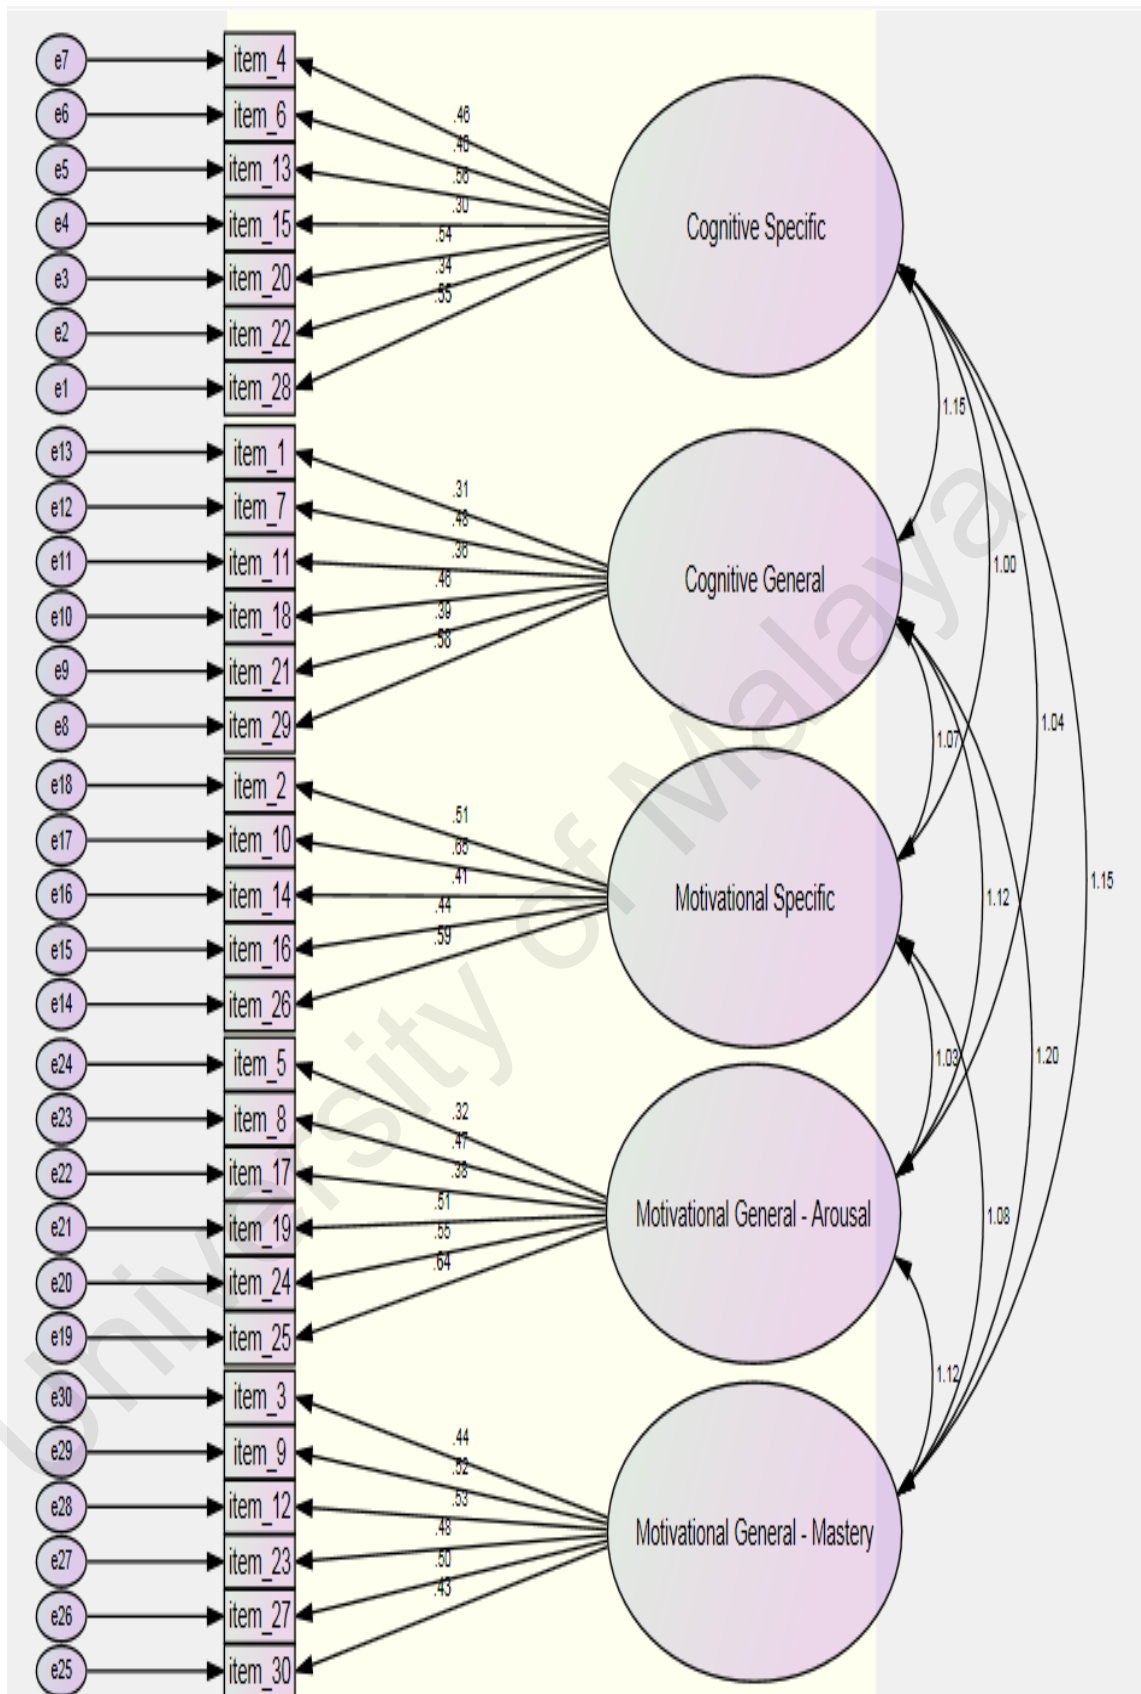 e7 item_4
.46
e6 item_6
.46
e5 item_13
.56
e4 item_15
.30
e3 item_20
.54
e2 item_22
.34
e1 item_28
.55
Cognitive Specific
e13 item_1
.31
e12 item_7
.48
e11 item_11
.36
e10 item_18
.46
e9 item_21
.39
e8 item_29
.58
Cognitive General
e18 item_2
.51
e17 item_10
.65
e16 item_14
.41
e15 item_16
.44
e14 item_26
.59
Motivational Specific
e24 item_5
.32
e23 item_8
.47
e22 item_17
.38
e21 item_19
.51
e20 item_24
.55
e19 item_25
.64
Motivational General - Arousal
e30 item_3
.44
e29 item_9
.52
e28 item_12
.53
e27 item_23
.48
e26 item_27
.50
e25 item_30
.43
Motivational General - Mastery
1.15
1.00
1.04
1.07
1.15
1.12
1.03
1.20
1.08
1.12
University of Malaya